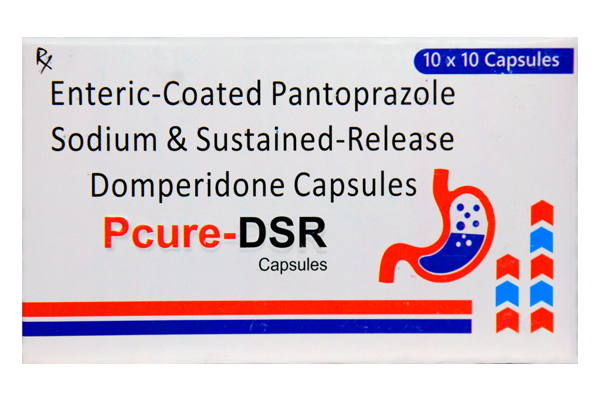 Rx
10 x 10 Capsules
Enteric-Coated Pantoprazole
Sodium & Sustained-Release
Domperidone Capsules
Pcure-DSR
Capsules